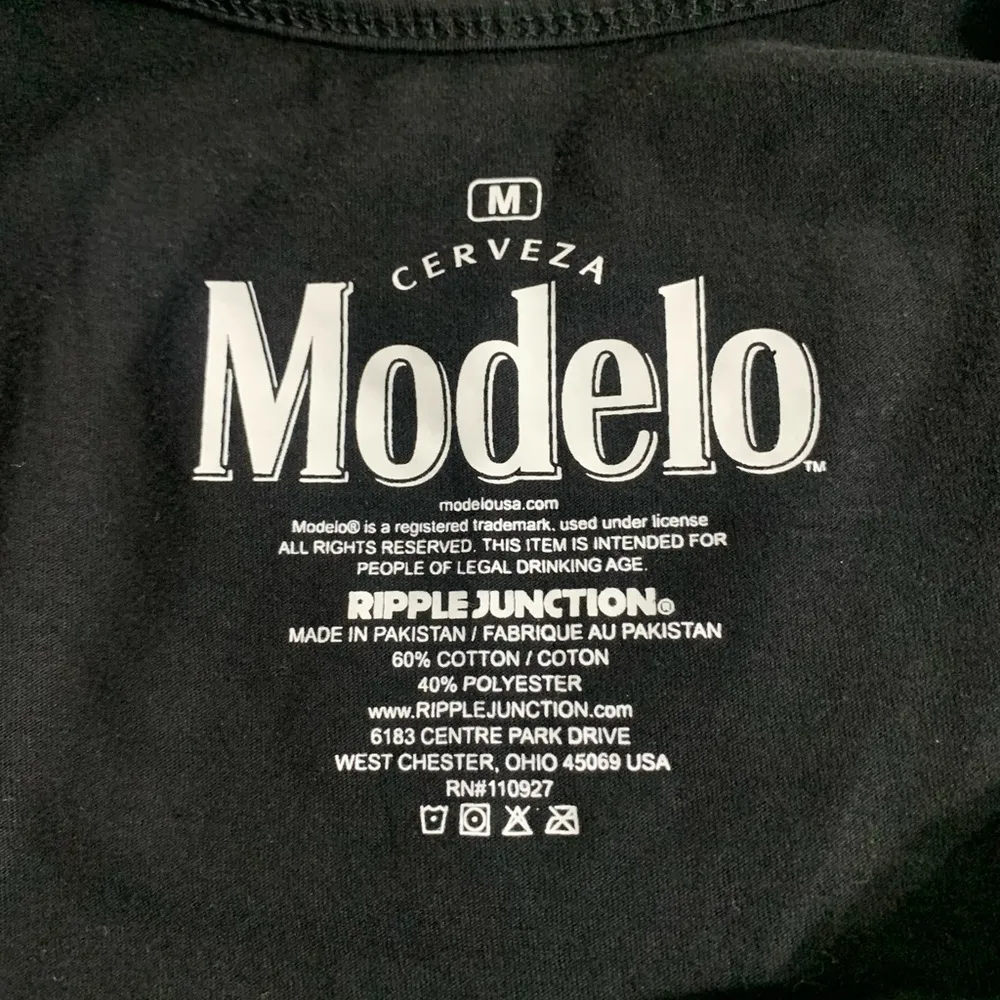 M
CERVEZA
Modelo™
modelousa.com
Modelo® is a registered trademark, used under license
ALL RIGHTS RESERVED. THIS ITEM IS INTENDED FOR
PEOPLE OF LEGAL DRINKING AGE.
RIPPLE JUNCTION®
MADE IN PAKISTAN / FABRIQUE AU PAKISTAN
60% COTTON / COTON
40% POLYESTER
www.RIPPLEJUNCTION.com
6183 CENTRE PARK DRIVE
WEST CHESTER, OHIO 45069 USA
RN#110927